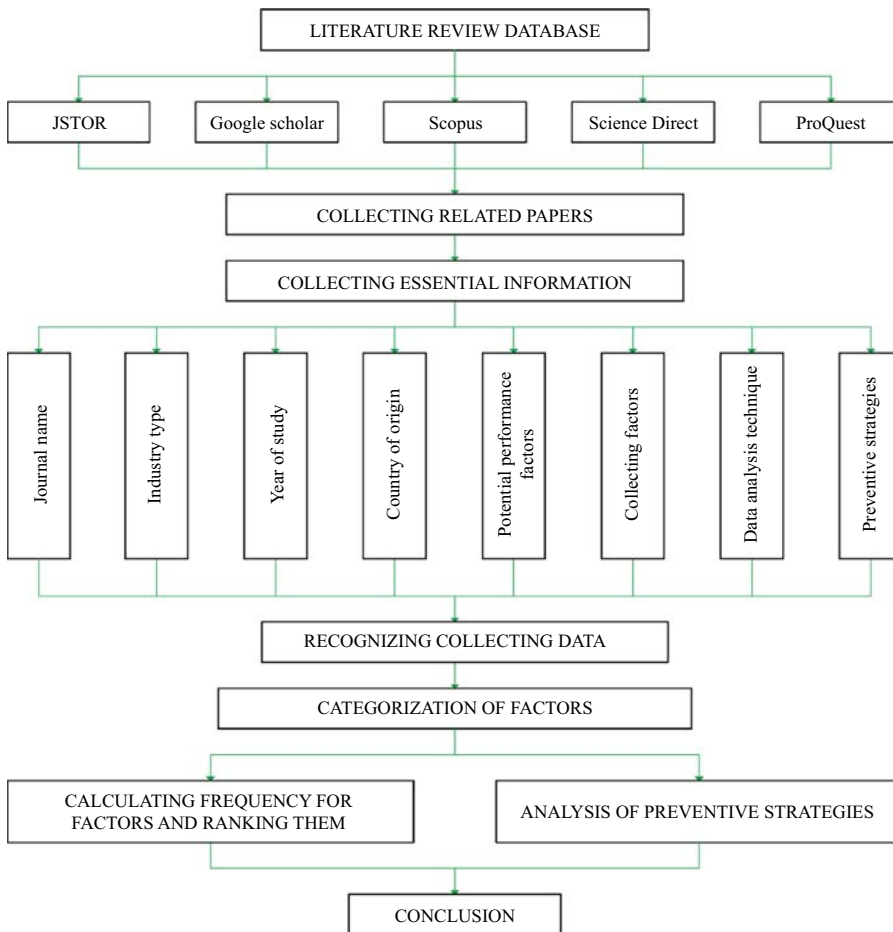 LITERATURE REVIEW DATABASE
JSTOR
Google scholar
Scopus
Science Direct
ProQuest
COLLECTING RELATED PAPERS
COLLECTING ESSENTIAL INFORMATION
Journal name
Industry type
Year of study
Country of origin
Potential performance
factors
Collecting factors
Data analysis technique
Preventive strategies
RECOGNIZING COLLECTING DATA
CATEGORIZATION OF FACTORS
CALCULATING FREQUENCY FOR
FACTORS AND RANKING THEM
ANALYSIS OF PREVENTIVE STRATEGIES
CONCLUSION